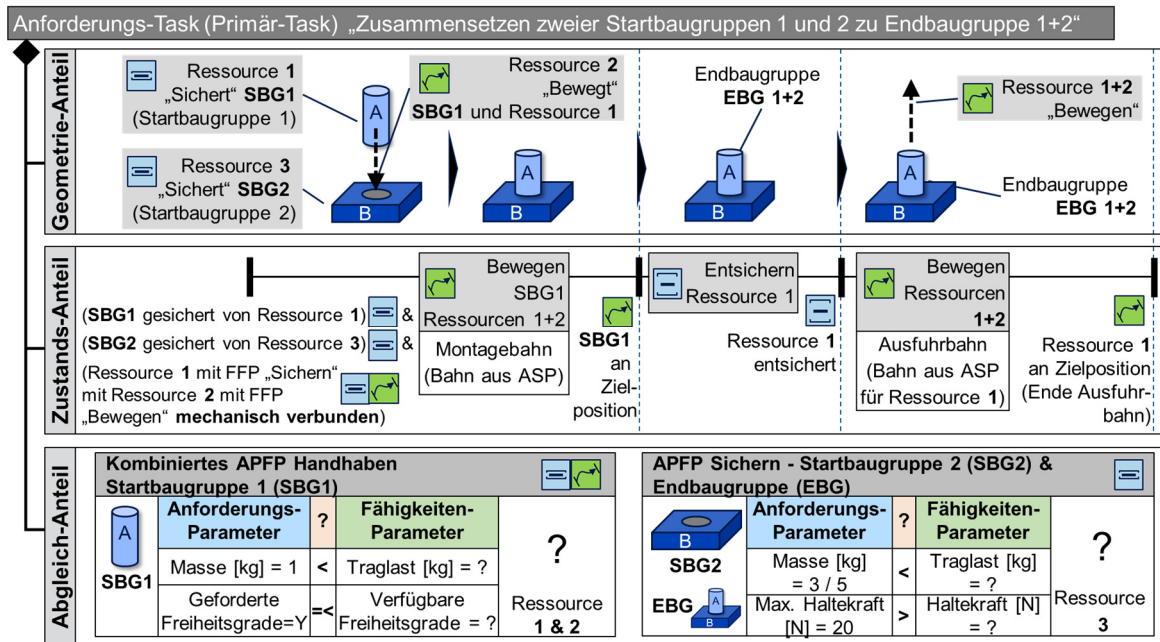 Anforderungs-Task (Primär-Task) „Zusammensetzen zweier Startbaugruppen 1 und 2 zu Endbaugruppe 1+2“
Geometrie-Anteil
Ressource 1
„Sichert“ SBG1
(Startbaugruppe 1)
Ressource 3
„Sichert“ SBG2
(Startbaugruppe 2)
A
B
Ressource 2
„Bewegt“
SBG1 und Ressource 1
A
B
Endbaugruppe
EBG 1+2
A
B
Ressource 1+2
„Bewegen“
A
B
Endbaugruppe
EBG 1+2
Zustands-Anteil
(SBG1 gesichert von Ressource 1) &
(SBG2 gesichert von Ressource 3) &
(Ressource 1 mit FFP „Sichern“
mit Ressource 2 mit FFP
„Bewegen“ mechanisch verbunden)
Bewegen
SBG1
Ressourcen 1+2
Montagebahn
(Bahn aus ASP)
SBG1
an
Ziel-
position
Entsichern
Ressource 1
Ressource 1
entsichert
Bewegen
Ressourcen
1+2
Ausfuhrbahn
(Bahn aus ASP
für Ressource 1)
Ressource 1
an Zielposition
(Ende Ausfuhr-
bahn)
Abgleich-Anteil
Kombiniertes APFP Handhaben
Startbaugruppe 1 (SBG1)
A
SBG1
Anforderungs-
Parameter
?
Fähigkeiten-
Parameter
Masse [kg] = 1
<
Traglast [kg] = ?
Geforderte
Freiheitsgrade=Y
=<
Verfügbare
Freiheitsgrade = ?
?
Ressource
1 & 2
APFP Sichern - Startbaugruppe 2 (SBG2) &
Endbaugruppe (EBG)
B
SBG2
EBG
A
B
Anforderungs-
Parameter
?
Fähigkeiten-
Parameter
Masse [kg]
= 3 / 5
<
Traglast [kg]
= ?
Max. Haltekraft
[N] = 20
>
Haltekraft [N]
= ?
?
Ressource
3